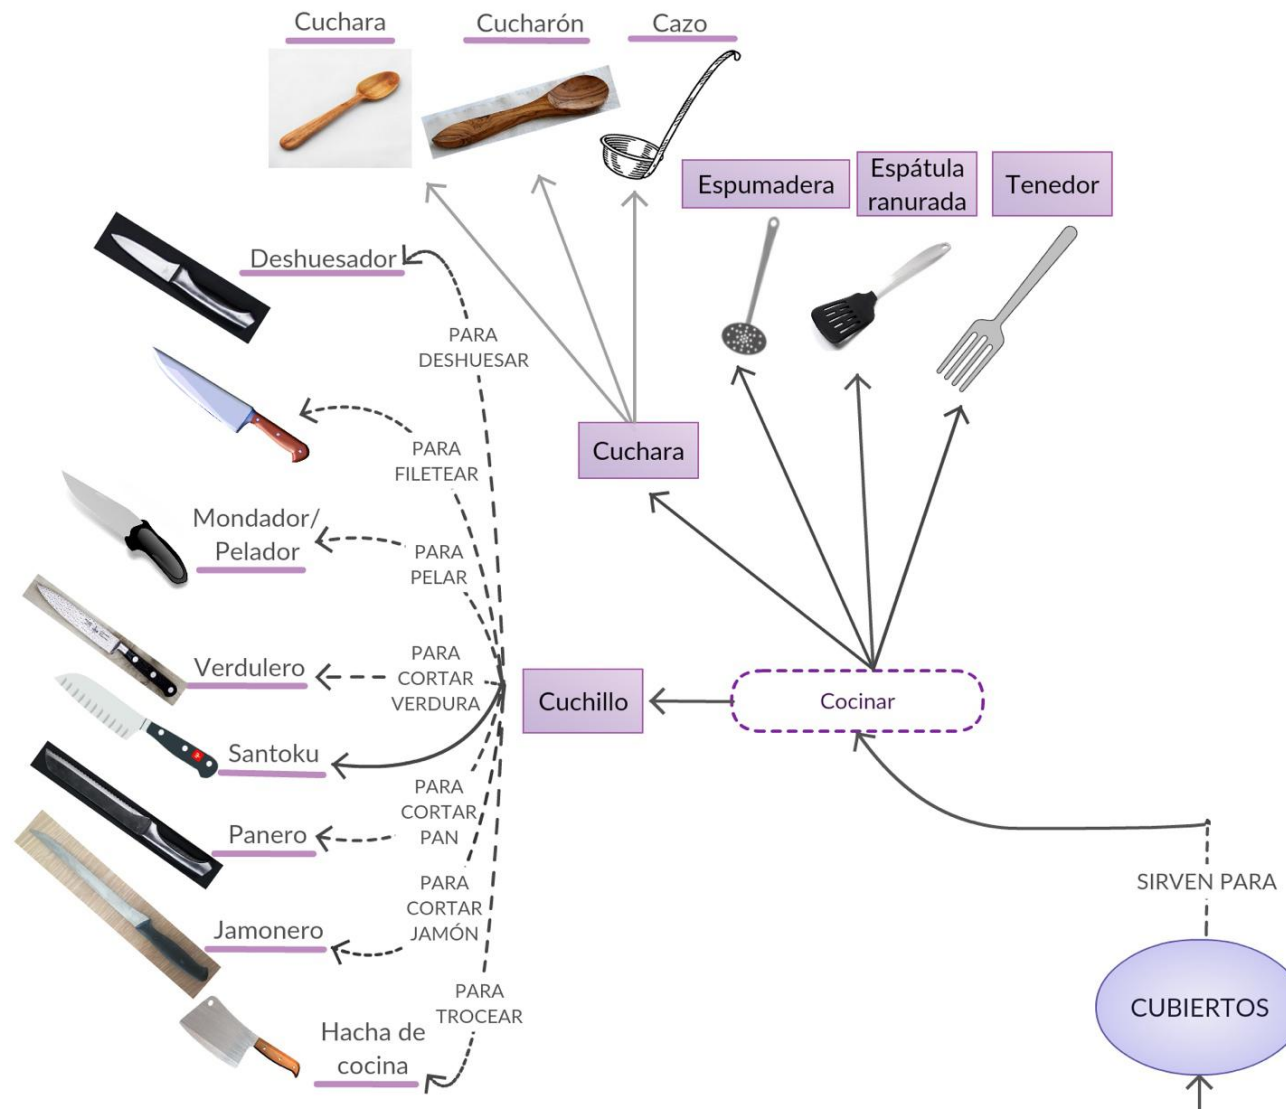 Cuchara
Cucharón
Cazo
Espumadera
Espátula
ranurada
Tenedor
Deshuesador
PARA
DESHUESAR
PARA
FILETEAR
Cuchara
Mondador/
Pelador
PARA
PELAR
Verdulero
PARA
CORTAR
VERDURA
Cuchillo
Cocinar
Santoku
Panero
PARA
CORTAR
PAN
Jamonero
PARA
CORTAR
JAMÓN
SIRVEN PARA
CUBIERTOS
Hacha de
cocina
PARA
TROCEAR